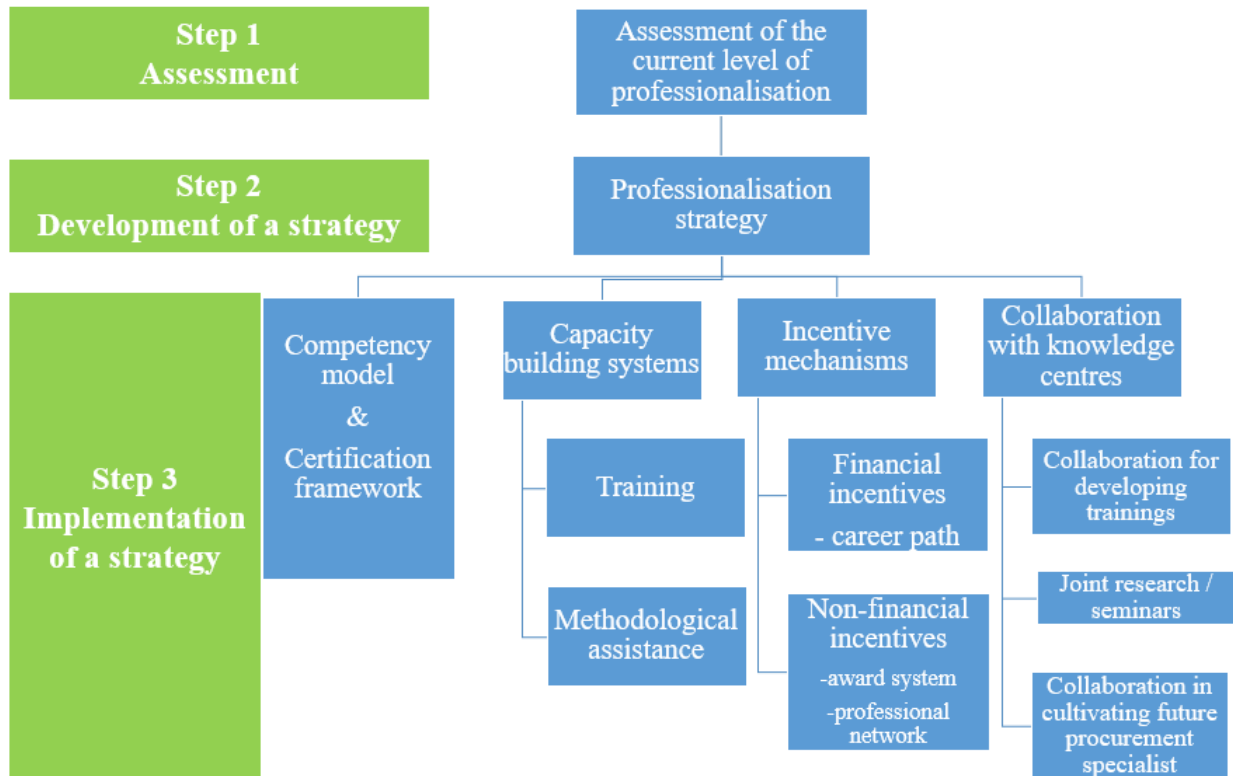 Step 1
Assessment
Assessment of the
current level of
professionalisation
Step 2
Development of a strategy
Professionalisation
strategy
Step 3
Implementation
of a strategy
Competency
model
&
Certification
framework
Capacity
building systems
Training
Methodological
assistance
Incentive
mechanisms
Financial
incentives
- career path
Non-financial
incentives
-award system
-professional
network
Collaboration
with knowledge
centres
Collaboration for
developing
trainings
Joint research /
seminars
Collaboration in
cultivating future
procurement
specialist